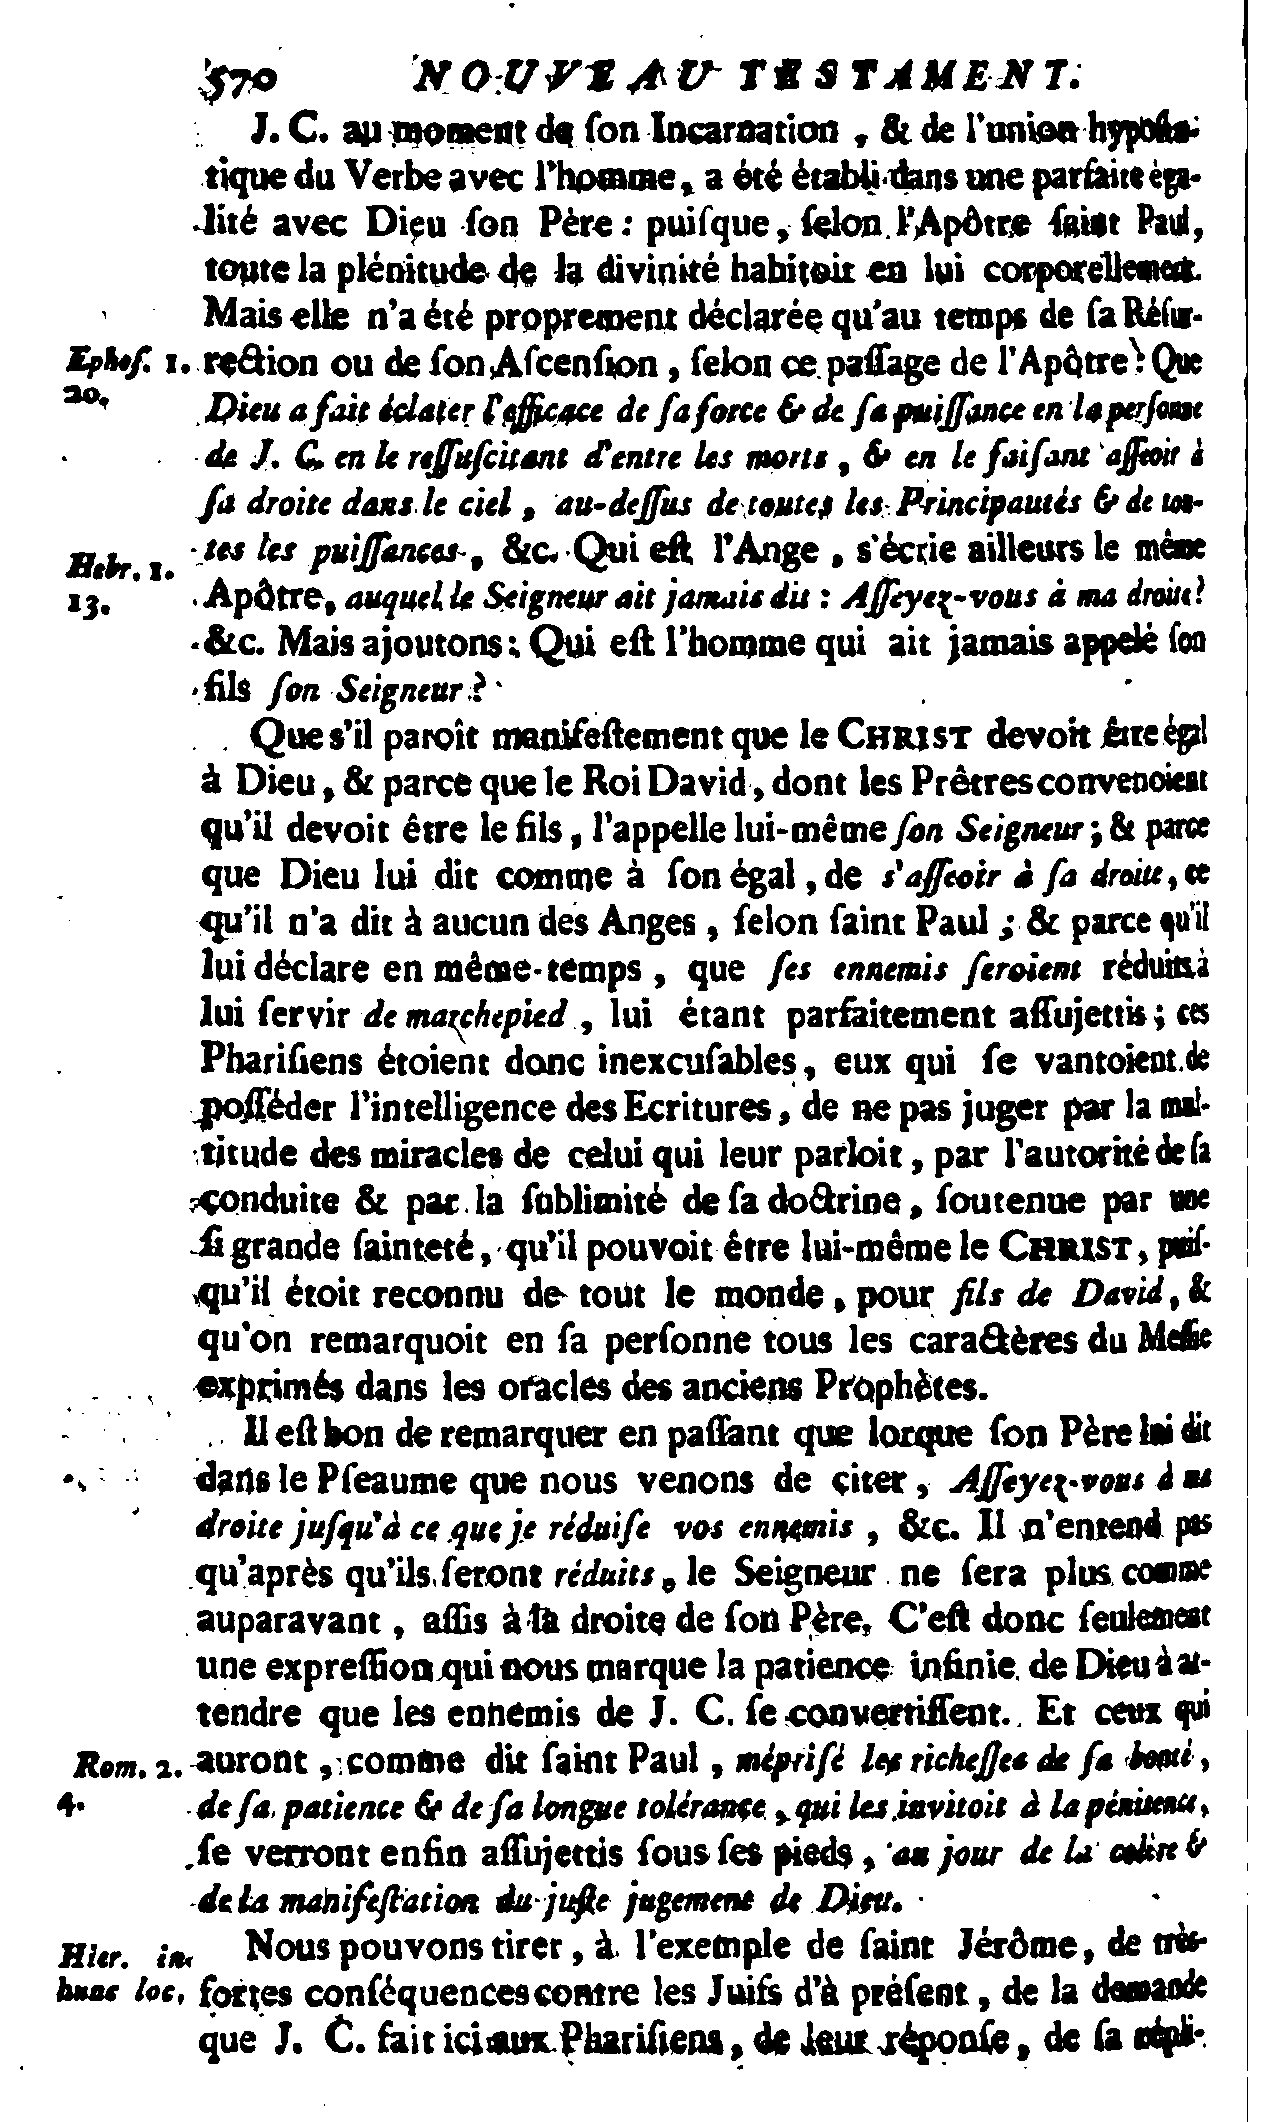 570 NOUVEAU TESTAMENT.
J. C. au moment de ſon Incarnation, & de l'union hypoſta-
tique du Verbe avec l'homme, a été établi dans une parfaite éga-
lité avec Dieu ſon Père : puiſque, ſelon l'Apôtre ſaint Paul,
toute la plénitude de la divinité habitoit en lui corporellement.
Mais elle n'a été proprement déclarée qu'au temps de ſa Réſur-
Epheſ. 1. rection ou de ſon Aſcenſion, ſelon ce paſſage de l'Apôtre : Que
20. Dieu a fait éclater l'efficace de ſa force & de ſa puiſſance en la perſonne
de J. C. en le reſſuſcitant d'entre les morts, & en le faiſant aſſeoir à
ſa droite dans le ciel, au-deſſus de toutes les Principautés & de tou-
tes les puiſſances, &c. Qui eſt l'Ange, s'écrie ailleurs le même
Hebr. 1.
13. Apôtre, auquel le Seigneur ait jamais dit : Aſſeyez-vous à ma droite ?
&c. Mais ajoutons : Qui eſt l'homme qui ait jamais appelé ſon
fils ſon Seigneur ?
Que s'il paroît manifeſtement que le CHRIST devoit être égal
à Dieu, & parce que le Roi David, dont les Prêtres convenoient
qu'il devoit être le fils, l'appelle lui-même ſon Seigneur ; & parce
que Dieu lui dit comme à ſon égal, de s'aſſeoir à ſa droite, ce
qu'il n'a dit à aucun des Anges, ſelon ſaint Paul ; & parce qu'il
lui déclare en même-temps, que ſes ennemis ſeroient réduits à
lui ſervir de marchepied, lui étant parfaitement aſſujettis ; ces
Phariſiens étoient donc inexcuſables, eux qui ſe vantoient de
poſſéder l'intelligence des Ecritures, de ne pas juger par la mul-
titude des miracles de celui qui leur parloit, par l'autorité de ſa
conduite & par la ſublimité de ſa doctrine, ſoutenue par une
ſi grande ſainteté, qu'il pouvoit être lui-même le CHRIST, puiſ-
qu'il étoit reconnu de tout le monde, pour fils de David, &
qu'on remarquoit en ſa perſonne tous les caractères du Meſſie
exprimés dans les oracles des anciens Prophètes.
Il eſt bon de remarquer en paſſant que lorque ſon Père lui dit
dans le Pſeaume que nous venons de citer, Aſſeyez-vous à ma
droite juſqu'à ce que je réduiſe vos ennemis, &c. Il n'entend pas
qu'après qu'ils ſeront réduits, le Seigneur ne ſera plus comme
auparavant, aſſis à la droite de ſon Père. C'eſt donc ſeulement
une expreſſion qui nous marque la patience infinie de Dieu à at-
tendre que les ennemis de J. C. ſe convertiſſent. Et ceux qui
Rom. 2. auront, comme dit ſaint Paul, mépriſé les richeſſes de ſa bonté,
4. de ſa patience & de ſa longue tolérance, qui les invitoit à la pénitence,
ſe verront enfin aſſujettis ſous ſes pieds, au jour de la colère &
de la manifeſtation du juſte jugement de Dieu.
Hier. in Nous pouvons tirer, à l'exemple de ſaint Jérôme, de très-
hunc loc. fortes conſéquences contre les Juifs d'à préſent, de la demande
que J. C. fait ici aux Phariſiens, de leur réponſe, de ſa répli-